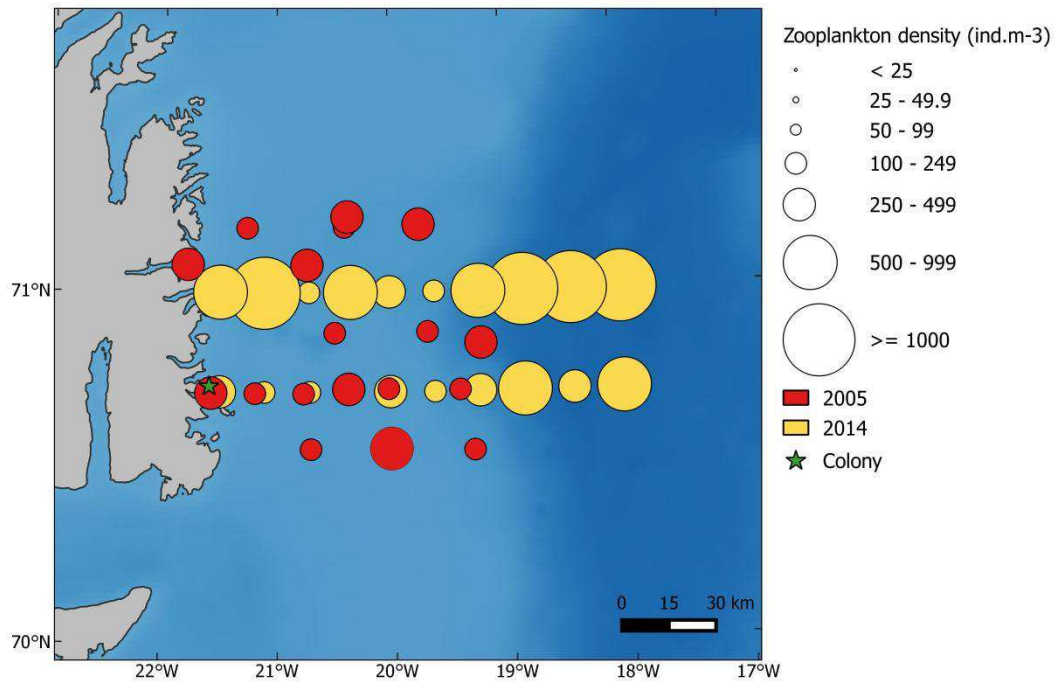 Zooplankton density (ind.m-3)
< 25
25 - 49.9
50 - 99
100 - 249
250 - 499
500 - 999
>= 1000
2005
2014
Colony
71°N
70°N
0 15 30 km
22°W 21°W 20°W 19°W 18°W 17°W